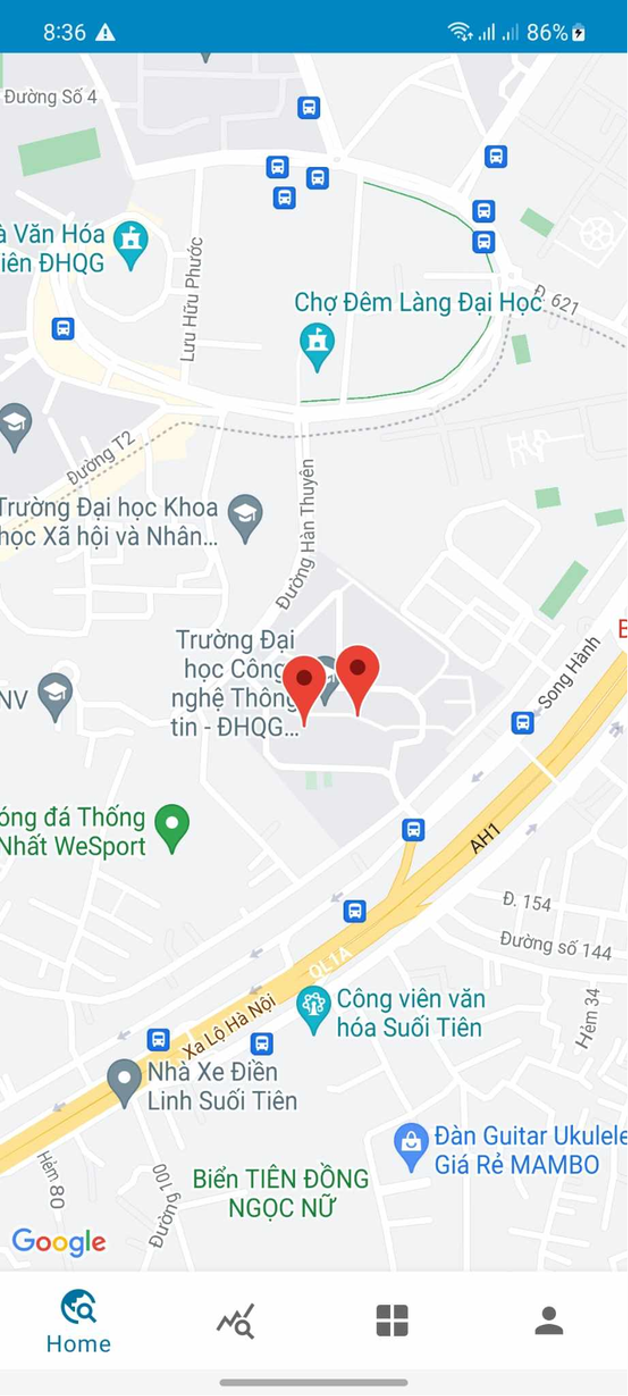 8:36
86%
Đường Số 4
à Văn Hóa
iên ĐHQG
Lưu Hữu Phước
Chợ Đêm Làng Đại Học
Đ. 621
Đường T2
Trường Đại học Khoa
học Xã hội và Nhân...
Đường Hàn Thuyên
Trường Đại
học Công
nghệ Thông
tin - ĐHQG...
NV
Song Hành
óng đá Thống
Nhất WeSport
AH1
Đ. 154
Đường số 144
QL1A
Xa Lộ Hà Nội
Công viên văn
hóa Suối Tiên
Hẻm 34
Nhà Xe Điền
Linh Suối Tiên
Đàn Guitar Ukulele
Giá Rẻ MAMBO
Hẻm 80
Đường 100
Biển TIÊN ĐỒNG
NGỌC NỮ
Google
Home